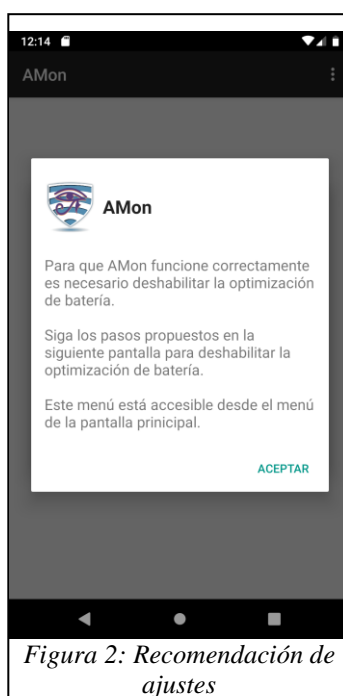 12:14
AMon
AMon
Para que AMon funcione correctamente
es necesario deshabilitar la optimización
de batería.
Siga los pasos propuestos en la
siguiente pantalla para deshabilitar la
optimización de batería.
Este menú está accesible desde el menú
de la pantalla prinicipal.
ACEPTAR
Figura 2: Recomendación de
ajustes